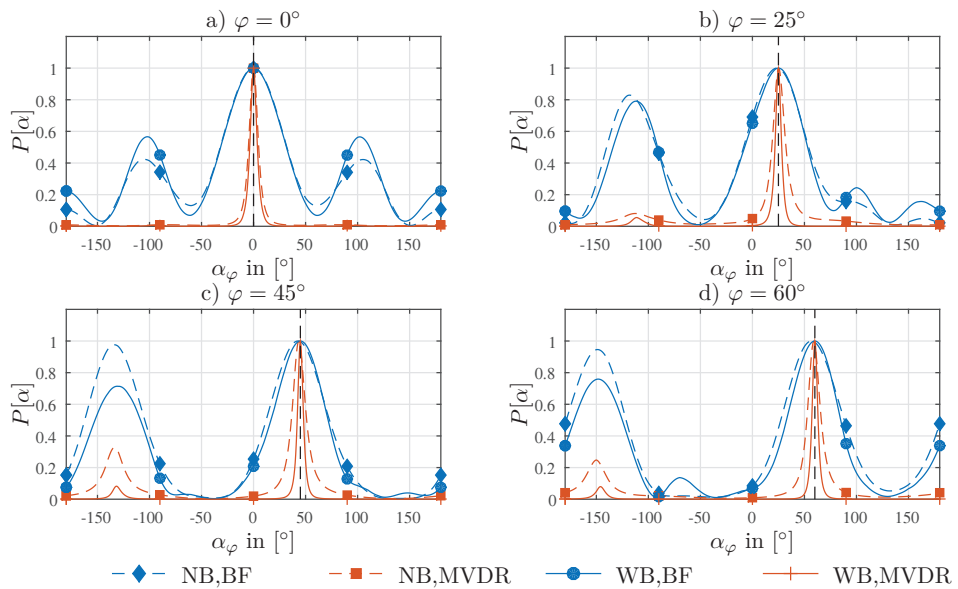 a) φ = 0° b) φ = 25°
P[α] 0 0.2 0.4 0.6 0.8 1 P[α] 0 0.2 0.4 0.6 0.8 1
-150 -100 -50 0 50 100 150 -150 -100 -50 0 50 100 150
α_φ in [°] α_φ in [°]
c) φ = 45° d) φ = 60°
P[α] 0 0.2 0.4 0.6 0.8 1 P[α] 0 0.2 0.4 0.6 0.8 1
-150 -100 -50 0 50 100 150 -150 -100 -50 0 50 100 150
α_φ in [°] α_φ in [°]
NB,BF NB,MVDR WB,BF WB,MVDR